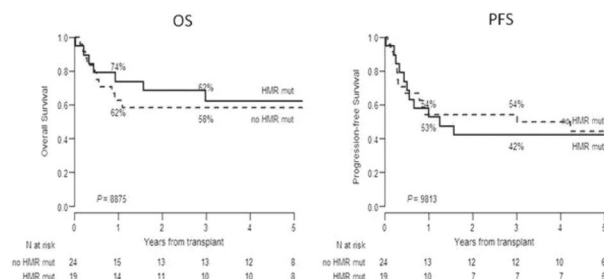 OS
PFS
1.0
0.8
0.6
0.4
0.2
0.0
Overall Survival
74%
62%
62%
58%
HMR mut
no HMR mut
P = 8875
0 1 2 3 4 5
Years from transplant
N at risk
no HMR mut 24 15 13 13 12 8
HMR mut 19 14 11 10 10 8
1.0
0.8
0.6
0.4
0.2
0.0
Progression-free Survival
54%
53%
54%
42%
no HMR mut
HMR mut
P = 9813
0 1 2 3 4 5
Years from transplant
N at risk
no HMR mut 24 13 12 12 10 6
HMR mut 19 10 7 7 7